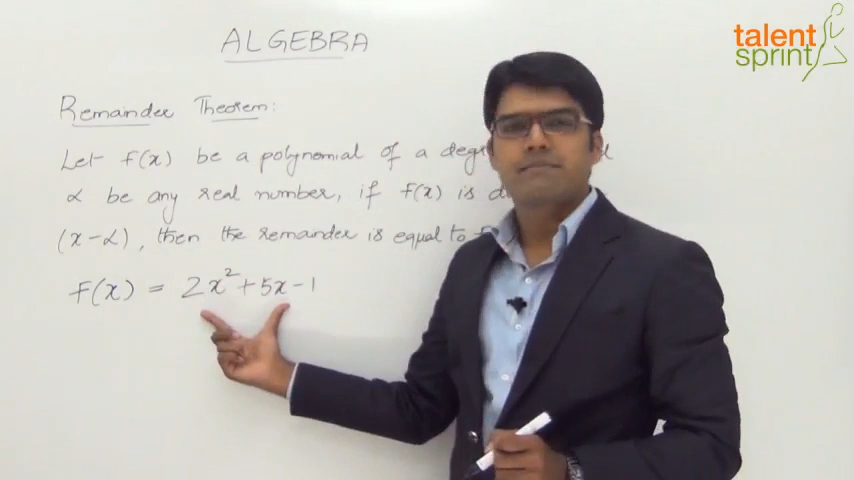 ALGEBRA
talent
sprint
Remainder Theorem:
Let f(x) be a polynomial of a
α be any real number, if f(x) is
(x-α), then the remainder is equal to
f(x) = 2x²+5x-1